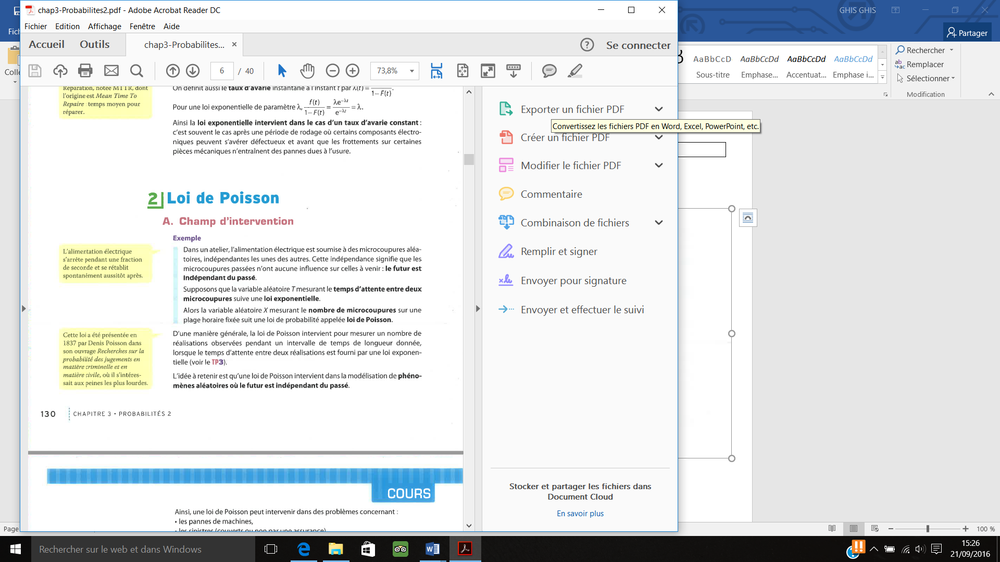 chap3-Probabilites2.pdf - Adobe Acrobat Reader DC
Fichier Edition Affichage Fenêtre Aide
Accueil Outils
chap3-Probabilites... ×
Se connecter
6 / 40
73,8%
Réparation, notée MTTR, dont
l'origine est Mean Time To
Repaire : temps moyen pour
réparer.
On définit aussi le taux d'avarie instantané à l'instant t par λ(t) = 1 – F(t).
Pour une loi exponentielle de paramètre λ, f(t) / 1 – F(t) = λe^–λt / e^–λt = λ.
Ainsi la loi exponentielle intervient dans le cas d'un taux d'avarie constant :
c'est souvent le cas après une période de rodage où certains composants électro-
niques peuvent s'avérer défectueux et avant que les frottements sur certaines
pièces mécaniques n'entraînent des pannes dues à l'usure.
2 Loi de Poisson
A. Champ d'intervention
Exemple
L'alimentation électrique
s'arrête pendant une fraction
de seconde et se rétablit
spontanément aussitôt après.
Dans un atelier, l'alimentation électrique est soumise à des microcoupures aléa-
toires, indépendantes les unes des autres. Cette indépendance signifie que les
microcoupures passées n'ont aucune influence sur celles à venir : le futur est
indépendant du passé.
Supposons que la variable aléatoire T mesurant le temps d'attente entre deux
microcoupures suive une loi exponentielle.
Alors la variable aléatoire X mesurant le nombre de microcoupures sur une
plage horaire fixée suit une loi de probabilité appelée loi de Poisson.
Cette loi a été présentée en
1837 par Denis Poisson dans
son ouvrage Recherches sur la
probabilité des jugements en
matière criminelle et en
matière civile, où il s'intéres-
sait aux peines les plus lourdes.
D'une manière générale, la loi de Poisson intervient pour mesurer un nombre de
réalisations observées pendant un intervalle de temps de longueur donnée,
lorsque le temps d'attente entre deux réalisations est fourni par une loi exponen-
tielle (voir le TP3).
L'idée à retenir est qu'une loi de Poisson intervient dans la modélisation de phéno-
mènes aléatoires où le futur est indépendant du passé.
130 CHAPITRE 3 • PROBABILITÉS 2
COURS
Ainsi, une loi de Poisson peut intervenir dans des problèmes concernant :
• les pannes de machines,
• les sinistres (couverts ou non par une assurance)
Exporter un fichier PDF
Convertissez les fichiers PDF en Word, Excel, PowerPoint, etc.
Créer un fichier PDF
Modifier le fichier PDF
Commentaire
Combinaison de fichiers
Remplir et signer
Envoyer pour signature
Envoyer et effectuer le suivi
Stocker et partager les fichiers dans
Document Cloud
En savoir plus
GHIS GHIS
Partager
AaBbCcD AaBbCcDd AaBbCcDd AaBbCcDd
Sous-titre Emphase... Accentuat... Emphase i...
Rechercher
Remplacer
Sélectionner
Modification
Page
100 %
Rechercher sur le web et dans Windows
15:26
21/09/2016